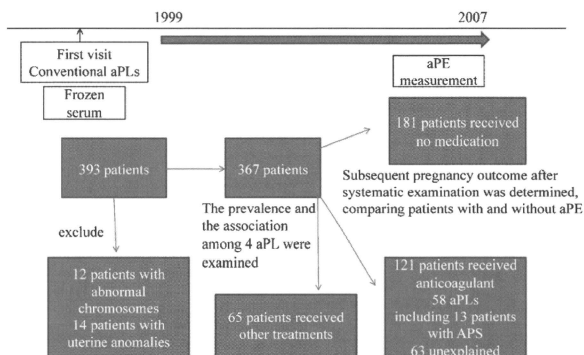 1999
2007
First visit
Conventional aPLs
Frozen
serum
aPE
measurement
181 patients received
no medication
393 patients
367 patients
Subsequent pregnancy outcome after
systematic examination was determined,
comparing patients with and without aPE
The prevalence and
the association
among 4 aPL were
examined
exclude
12 patients with
abnormal
chromosomes
14 patients with
uterine anomalies
65 patients received
other treatments
121 patients received
anticoagulant
58 aPLs
including 13 patients
with APS
63 unexplained